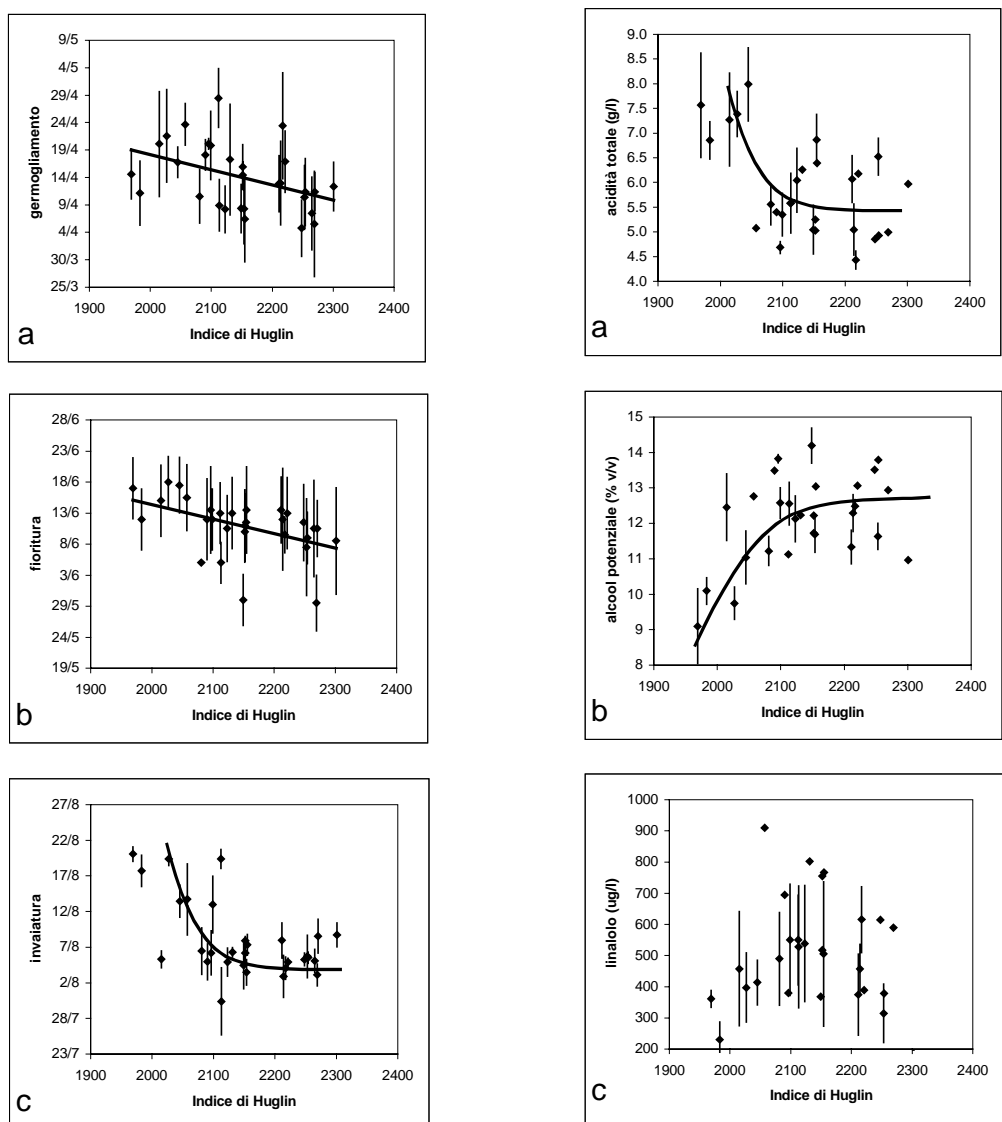 germogliamento
9/5
4/5
29/4
24/4
19/4
14/4
9/4
4/4
30/3
25/3
1900 2000 2100 2200 2300 2400
Indice di Huglin
a
fioritura
28/6
23/6
18/6
13/6
8/6
3/6
29/5
24/5
19/5
1900 2000 2100 2200 2300 2400
Indice di Huglin
b
invaiatura
27/8
22/8
17/8
12/8
7/8
2/8
28/7
23/7
1900 2000 2100 2200 2300 2400
Indice di Huglin
c
acidità totale (g/l)
9.0
8.5
8.0
7.5
7.0
6.5
6.0
5.5
5.0
4.5
4.0
1900 2000 2100 2200 2300 2400
Indice di Huglin
a
alcool potenziale (% v/v)
15
14
13
12
11
10
9
8
1900 2000 2100 2200 2300 2400
Indice di Huglin
b
linalolo (ug/l)
1000
900
800
700
600
500
400
300
200
1900 2000 2100 2200 2300 2400
Indice di Huglin
c